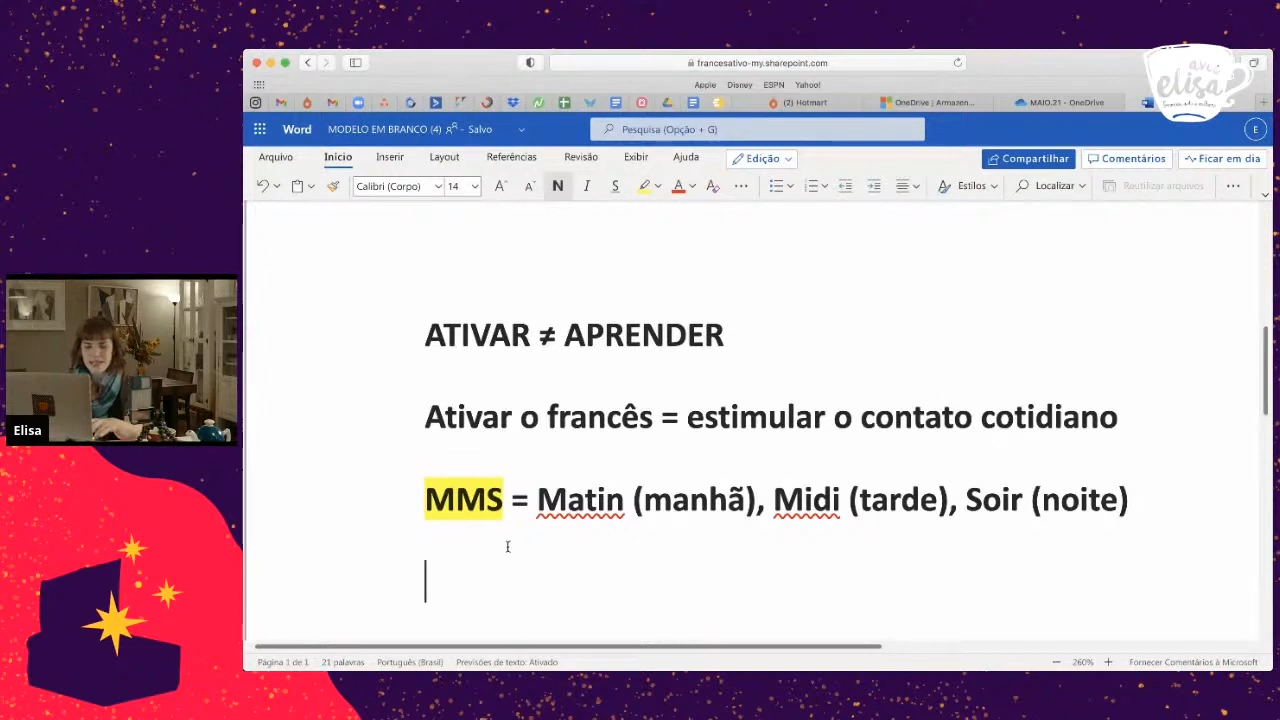 avec
elisa
francesativo-my.sharepoint.com
Apple Disney ESPN Yahoo!
(2) Hotmart OneDrive | Armazen... MAIO.21 - OneDrive
Word MODELO EM BRANCO (4) - Salvo Pesquisa (Opção + G) E
Arquivo Início Inserir Layout Referências Revisão Exibir Ajuda Edição Compartilhar Comentários Ficar em dia
Calibri (Corpo) 14 N I S A Estilos Localizar Reutilizar arquivos
ATIVAR ≠ APRENDER
Ativar o francês = estimular o contato cotidiano
MMS = Matin (manhã), Midi (tarde), Soir (noite)
Elisa
Página 1 de 1 21 palavras Português (Brasil) Previsões de texto: Ativado 260% Fornecer Comentários à Microsoft